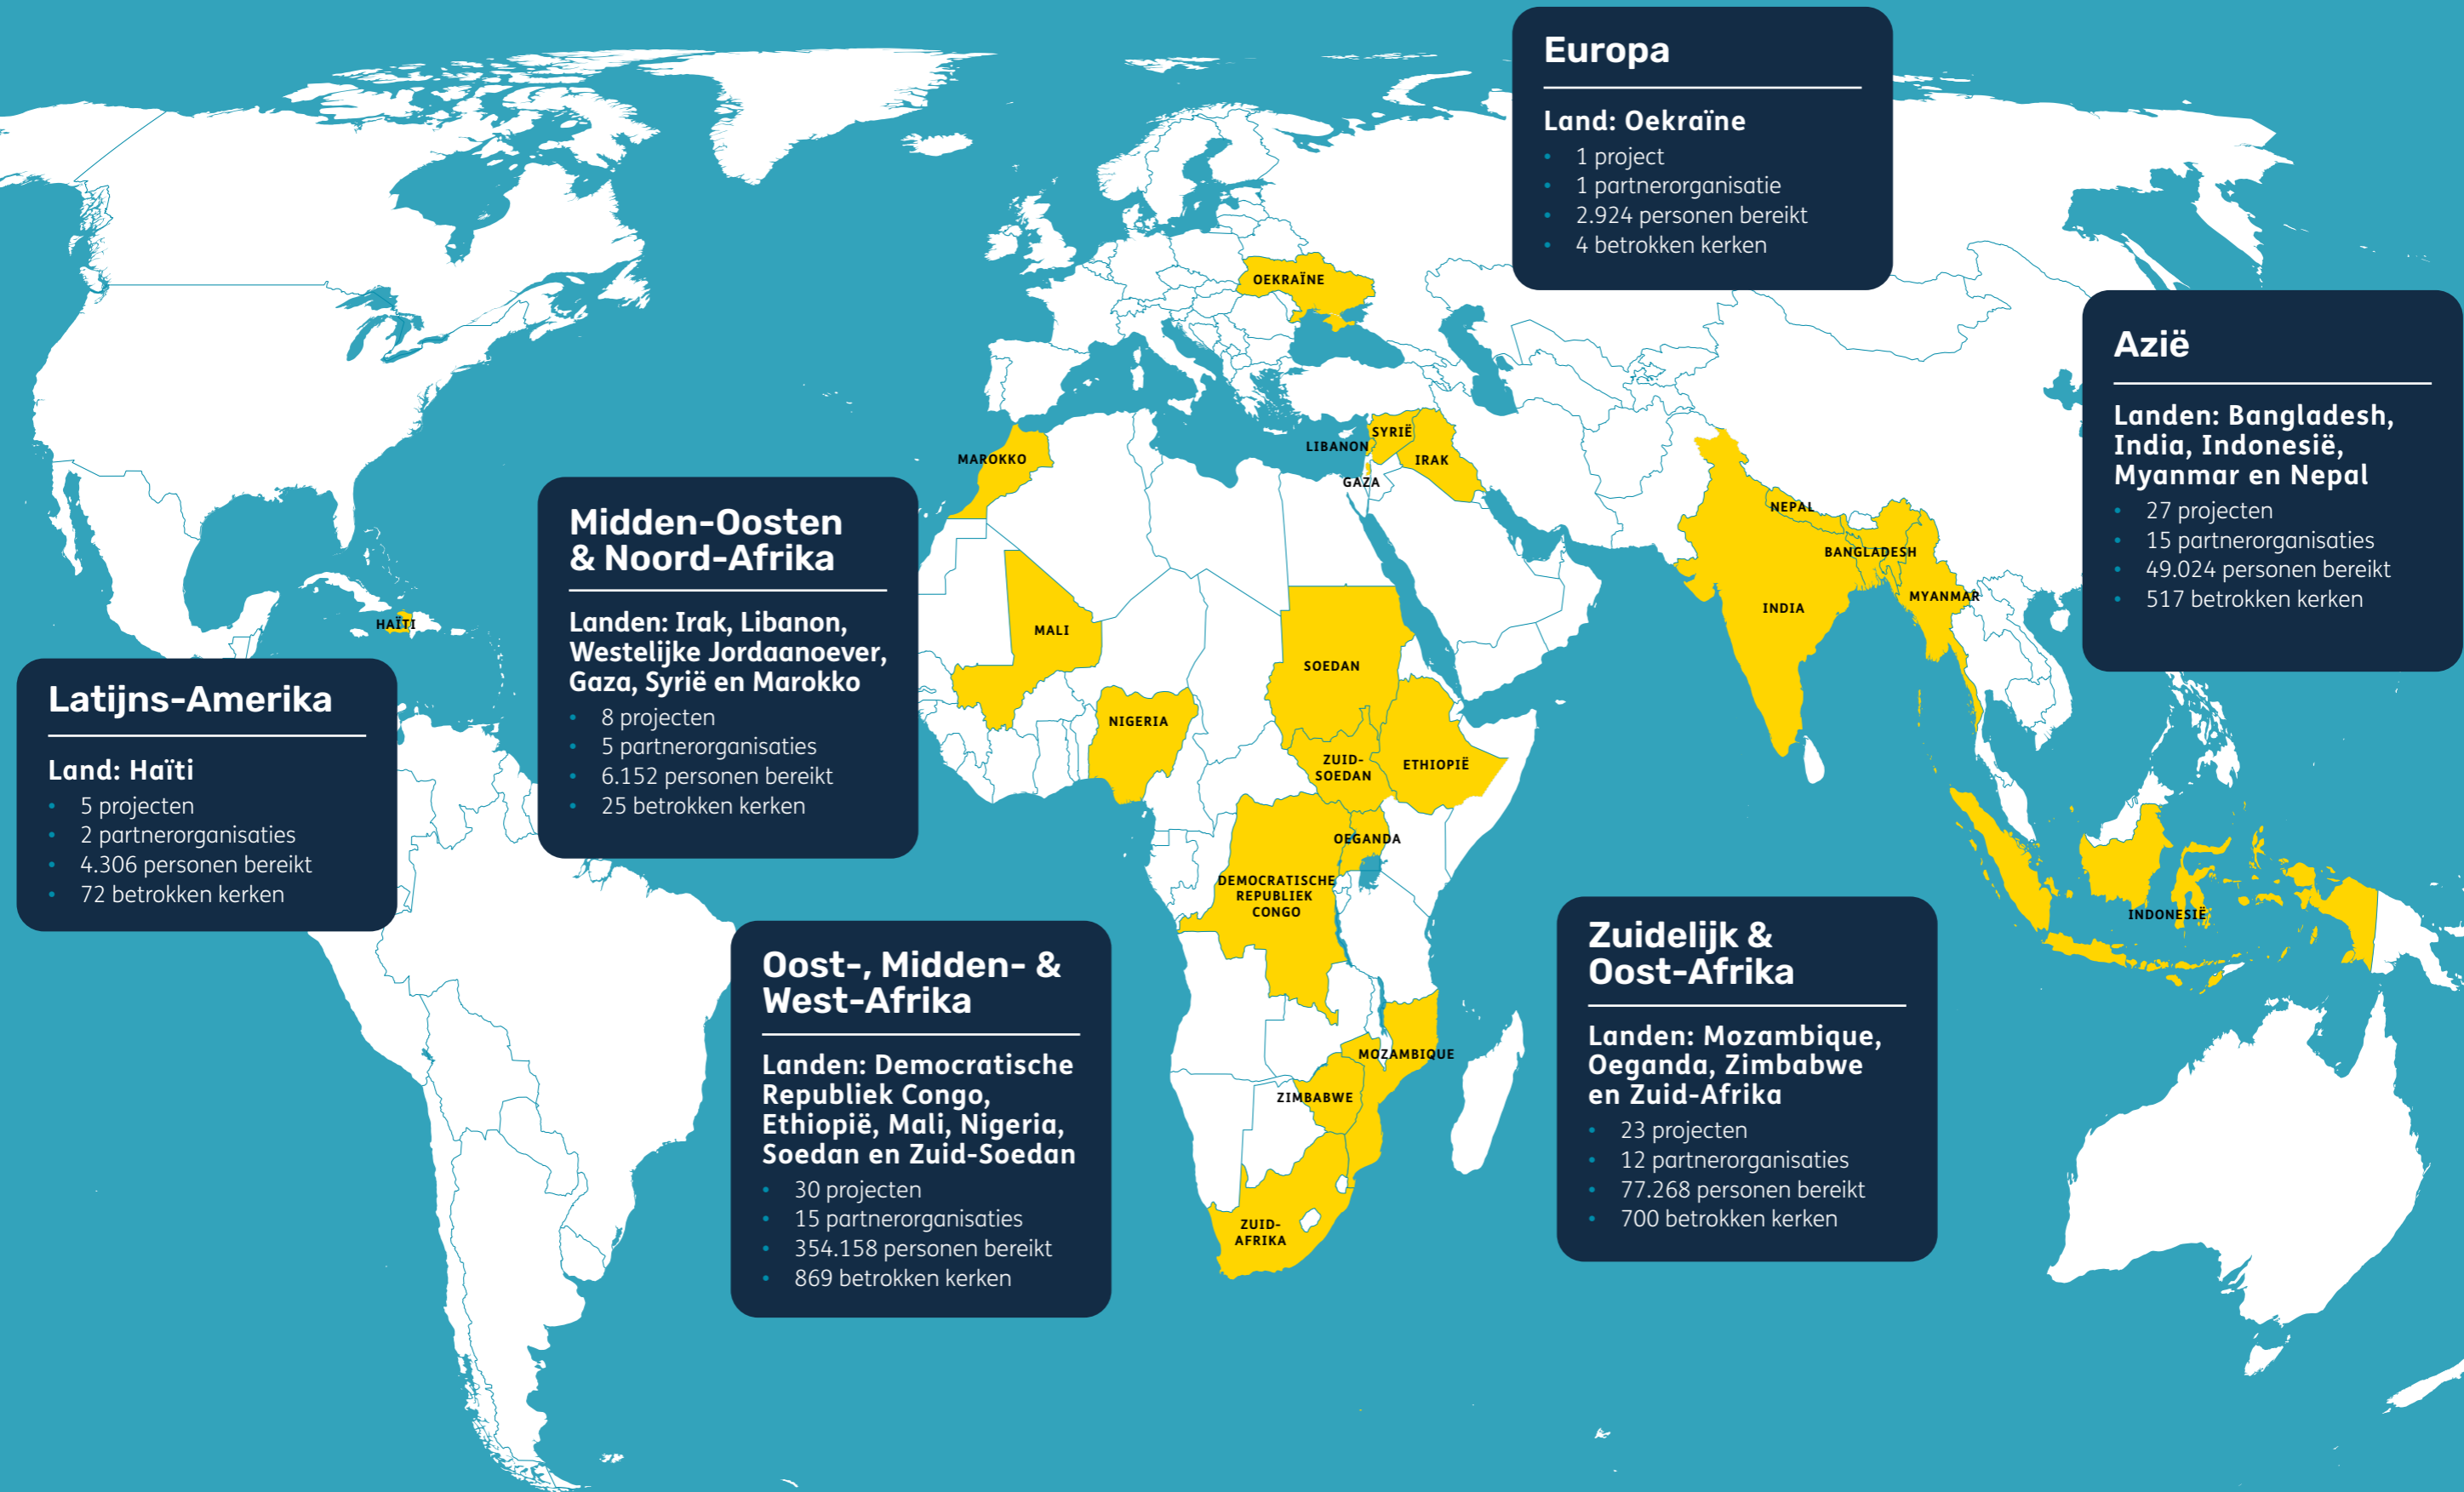 Europa
Land: Oekraïne
• 1 project
• 1 partnerorganisatie
• 2.924 personen bereikt
• 4 betrokken kerken
Azië
Landen: Bangladesh,
India, Indonesië,
Myanmar en Nepal
• 27 projecten
• 15 partnerorganisaties
• 49.024 personen bereikt
• 517 betrokken kerken
Midden-Oosten
& Noord-Afrika
Landen: Irak, Libanon,
Westelijke Jordaanoever,
Gaza, Syrië en Marokko
• 8 projecten
• 5 partnerorganisaties
• 6.152 personen bereikt
• 25 betrokken kerken
Latijns-Amerika
Land: Haïti
• 5 projecten
• 2 partnerorganisaties
• 4.306 personen bereikt
• 72 betrokken kerken
Oost-, Midden- &
West-Afrika
Landen: Democratische
Republiek Congo,
Ethiopië, Mali, Nigeria,
Soedan en Zuid-Soedan
• 30 projecten
• 15 partnerorganisaties
• 354.158 personen bereikt
• 869 betrokken kerken
Zuidelijk &
Oost-Afrika
Landen: Mozambique,
Oeganda, Zimbabwe
en Zuid-Afrika
• 23 projecten
• 12 partnerorganisaties
• 77.268 personen bereikt
• 700 betrokken kerken
OEKRAÏNE
SYRIË
LIBANON
IRAK
GAZA
MAROKKO
NEPAL
BANGLADESH
MYANMAR
INDIA
HAÏTI
MALI
SOEDAN
NIGERIA
ZUID-
SOEDAN
ETHIOPIË
OEGANDA
DEMOCRATISCHE
REPUBLIEK
CONGO
INDONESIË
MOZAMBIQUE
ZIMBABWE
ZUID-
AFRIKA